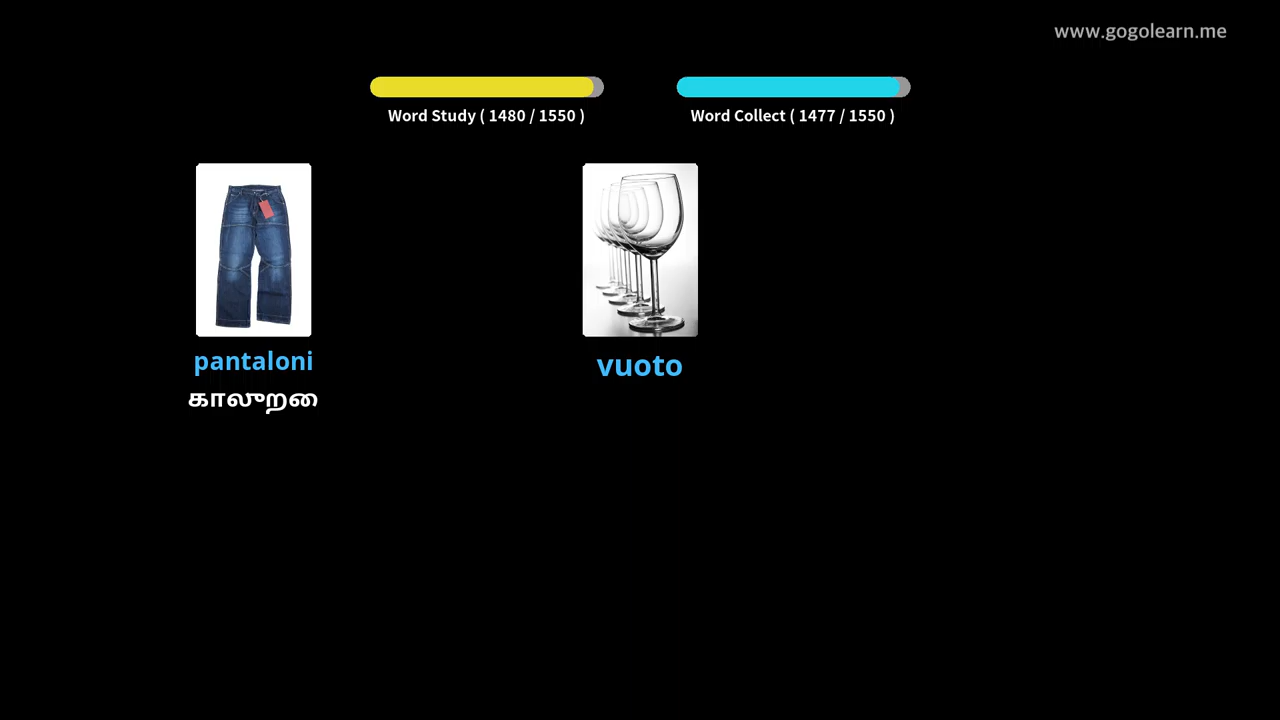 www.gogolearn.me
Word Study ( 1480 / 1550 )
Word Collect ( 1477 / 1550 )
pantaloni
காலுறை
vuoto